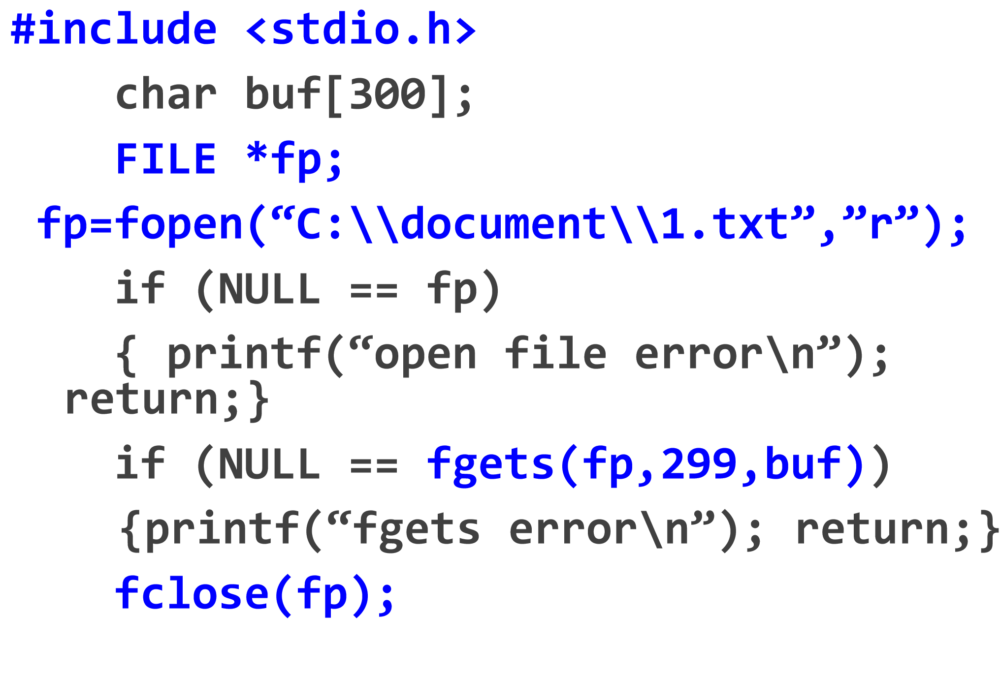 #include <stdio.h>
char buf[300];
FILE *fp;
fp=fopen(“C:\\document\\1.txt”,”r”);
if (NULL == fp)
{ printf(“open file error\n”);
return;}
if (NULL == fgets(fp,299,buf))
{printf(“fgets error\n”); return;}
fclose(fp);